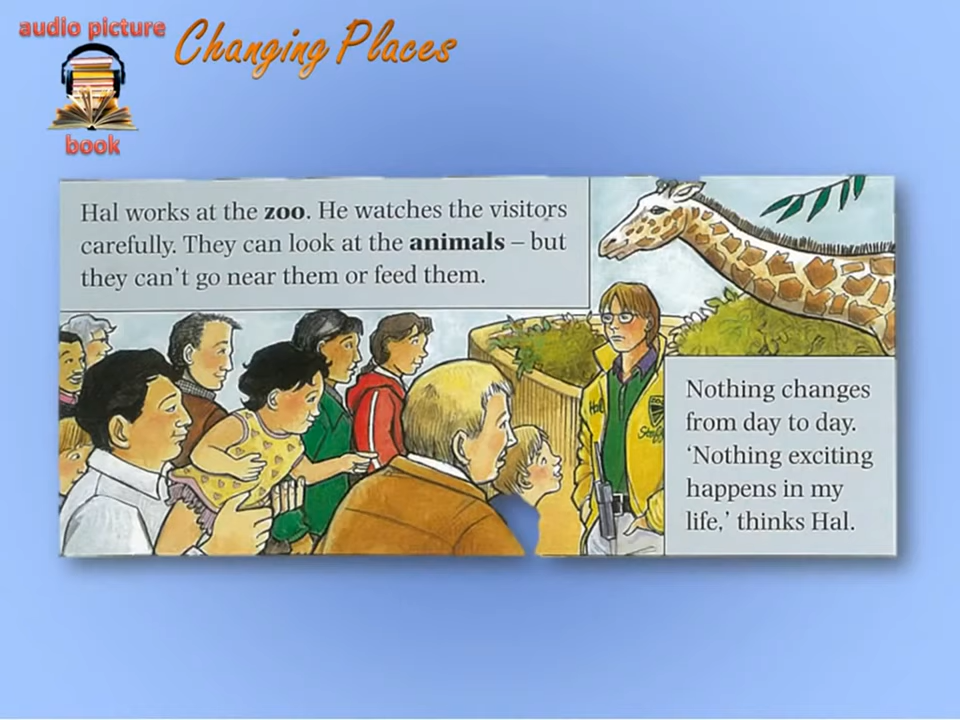 audio picture
book
Changing Places
Hal works at the zoo. He watches the visitors
carefully. They can look at the animals – but
they can't go near them or feed them.
Hal
Staff
Nothing changes
from day to day.
‘Nothing exciting
happens in my
life,’ thinks Hal.